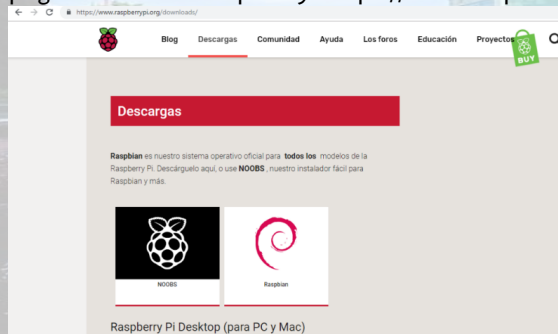 https://www.raspberrypi.org/downloads/
Blog Descargas Comunidad Ayuda Los foros Educación Proyectos
BUY
Descargas
Raspbian es nuestro sistema operativo oficial para todos los modelos de la
Raspberry Pi. Descárguelo aquí, o use NOOBS , nuestro instalador fácil para
Raspbian y más.
NOOBS Raspbian
Raspberry Pi Desktop (para PC y Mac)